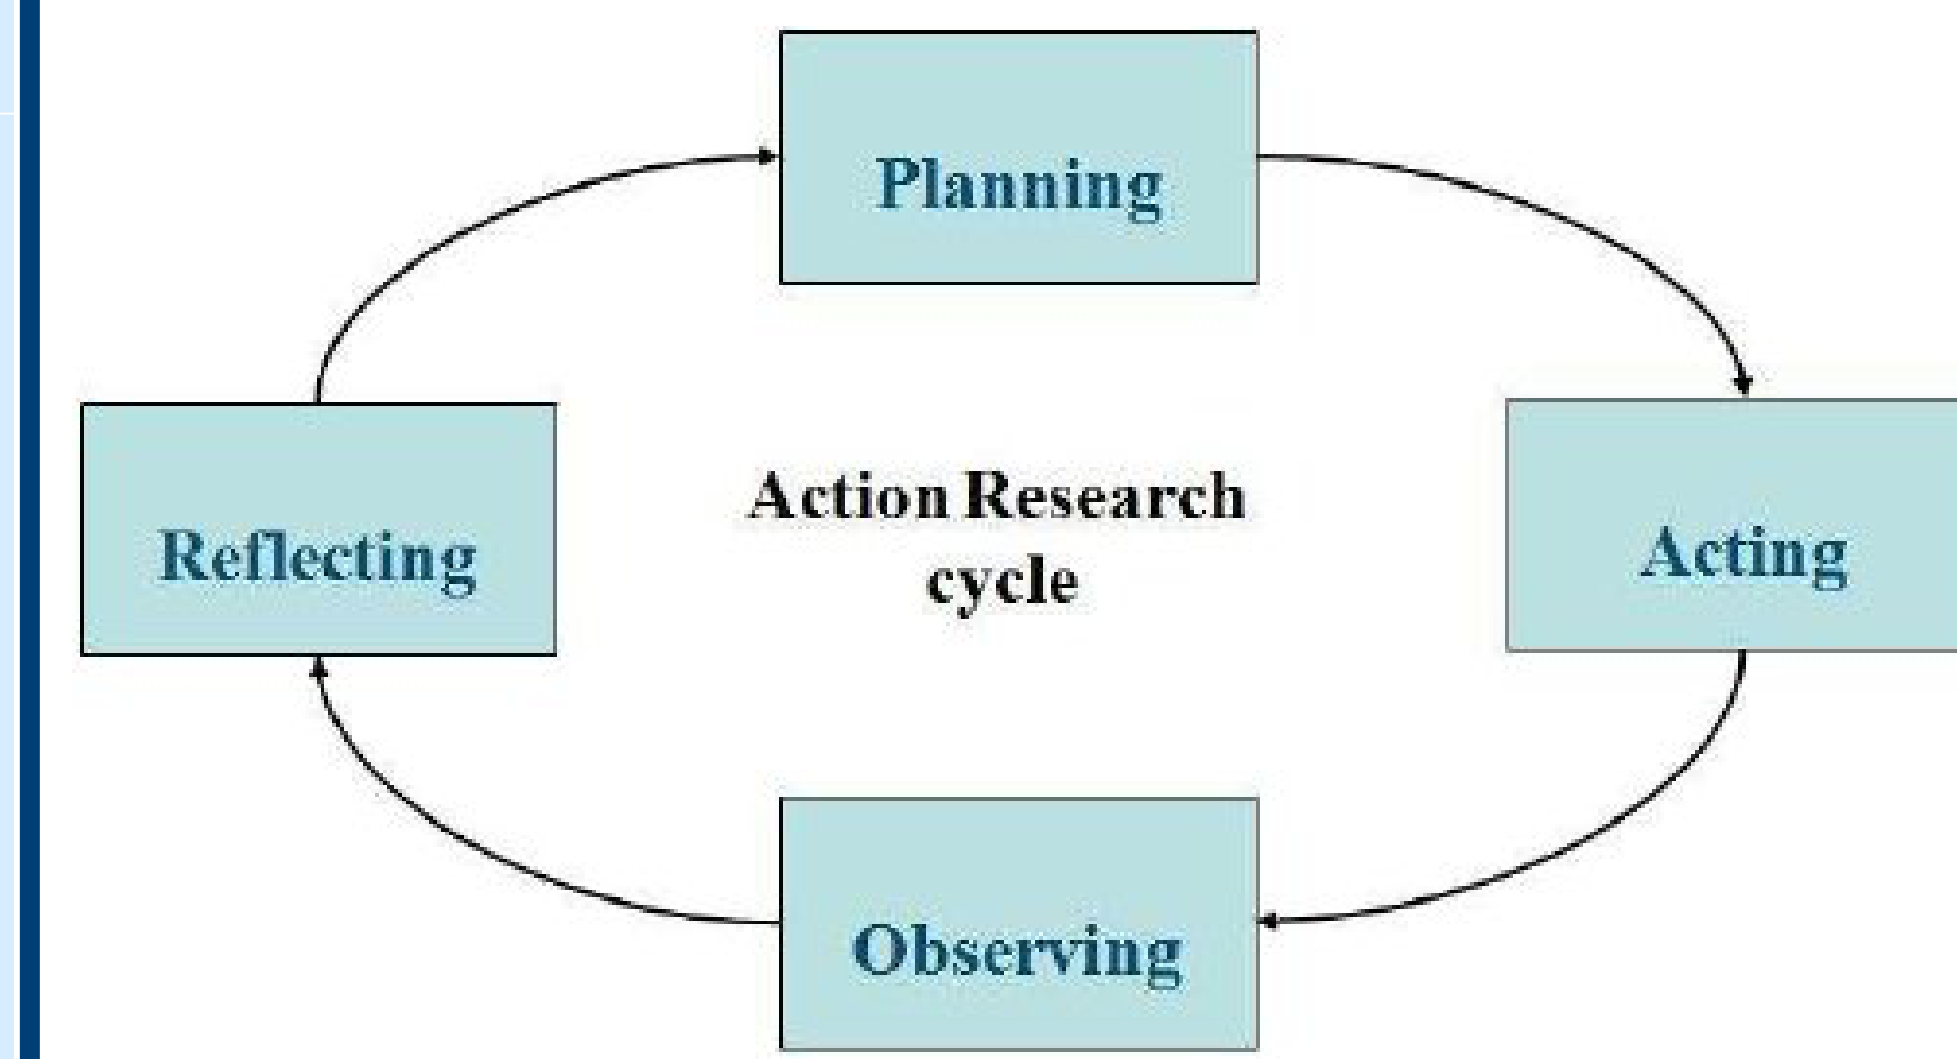 Planning
Reflecting
Action Research
cycle
Acting
Observing